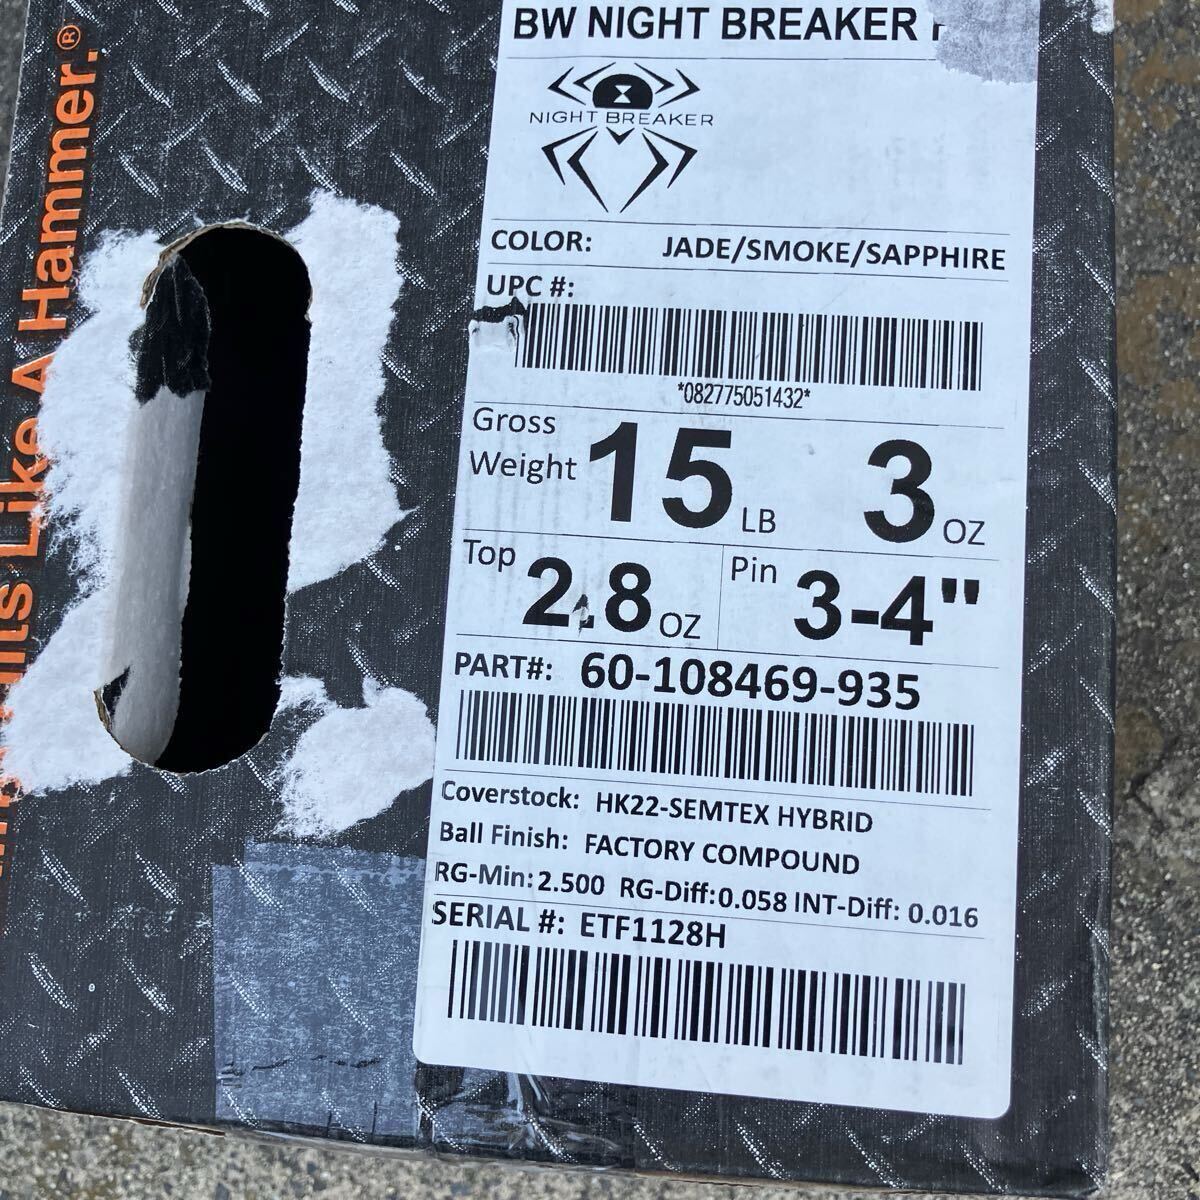 BW NIGHT BREAKER
NIGHT BREAKER
COLOR: JADE/SMOKE/SAPPHIRE
UPC #:
*082775051432*
Gross Weight 15 LB 3 OZ
Top 2.8 OZ Pin 3-4"
PART#: 60-108469-935
Coverstock: HK22-SEMTEX HYBRID
Ball Finish: FACTORY COMPOUND
RG-Min: 2.500 RG-Diff: 0.058 INT-Diff: 0.016
SERIAL #: ETF1128H
Like A Hammer.®